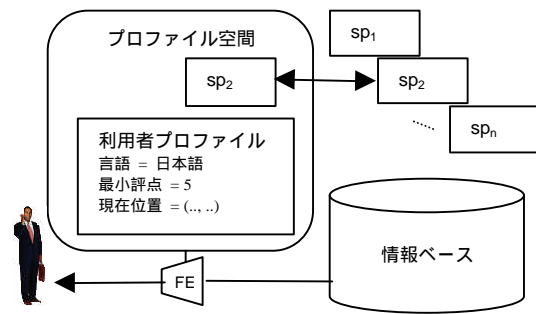 プロファイル空間
sp₂
利用者プロファイル
言語 = 日本語
最小評点 = 5
現在位置 = (.., ..)
sp₁
sp₂
.....
spₙ
情報ベース
FE